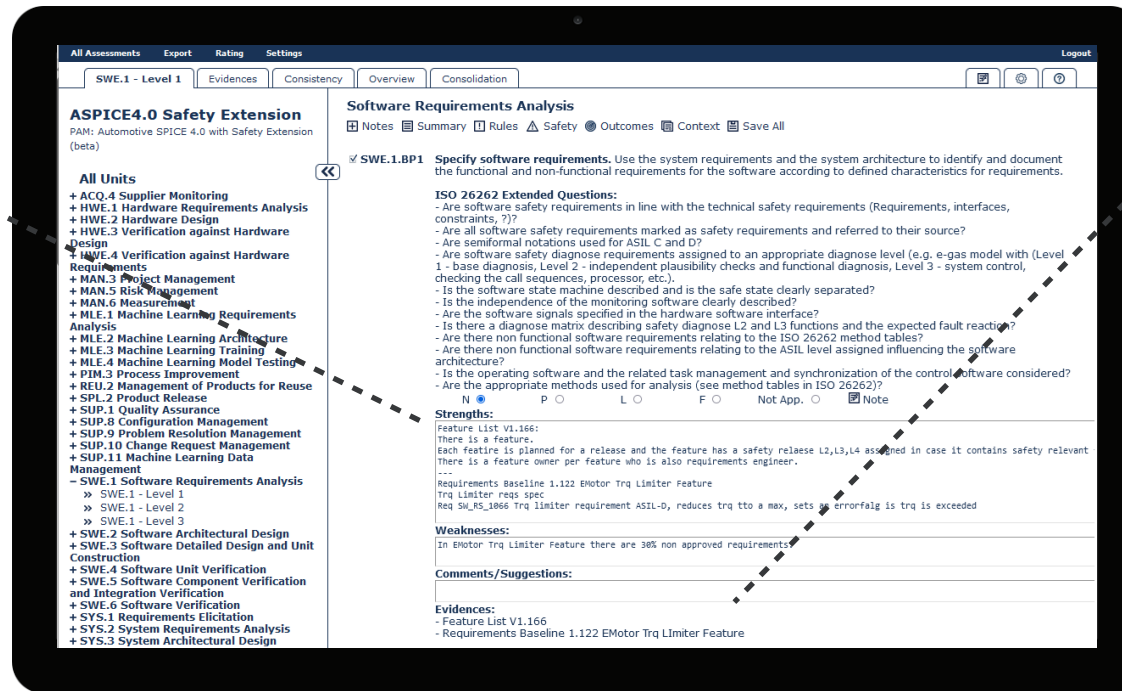 All Assessments Export Rating Settings Logout
SWE.1 - Level 1 Evidences Consistency Overview Consolidation
ASPICE4.0 Safety Extension
PAM: Automotive SPICE 4.0 with Safety Extension
(beta)
All Units
+ ACQ.4 Supplier Monitoring
+ HWE.1 Hardware Requirements Analysis
+ HWE.2 Hardware Design
+ HWE.3 Verification against Hardware
Design
+ HWE.4 Verification against Hardware
Requirements
+ MAN.3 Project Management
+ MAN.5 Risk Management
+ MAN.6 Measurement
+ MLE.1 Machine Learning Requirements
Analysis
+ MLE.2 Machine Learning Architecture
+ MLE.3 Machine Learning Training
+ MLE.4 Machine Learning Model Testing
+ PIM.3 Process Improvement
+ REU.2 Management of Products for Reuse
+ SPL.2 Product Release
+ SUP.1 Quality Assurance
+ SUP.8 Configuration Management
+ SUP.9 Problem Resolution Management
+ SUP.10 Change Request Management
+ SUP.11 Machine Learning Data
Management
– SWE.1 Software Requirements Analysis
» SWE.1 - Level 1
» SWE.1 - Level 2
» SWE.1 - Level 3
+ SWE.2 Software Architectural Design
+ SWE.3 Software Detailed Design and Unit
Construction
+ SWE.4 Software Unit Verification
+ SWE.5 Software Component Verification
and Integration Verification
+ SWE.6 Software Verification
+ SYS.1 Requirements Elicitation
+ SYS.2 System Requirements Analysis
+ SYS.3 System Architectural Design
Software Requirements Analysis
Notes Summary Rules Safety Outcomes Context Save All
SWE.1.BP1 Specify software requirements. Use the system requirements and the system architecture to identify and document
the functional and non-functional requirements for the software according to defined characteristics for requirements.
ISO 26262 Extended Questions:
- Are software safety requirements in line with the technical safety requirements (Requirements, interfaces,
constraints, ?)?
- Are all software safety requirements marked as safety requirements and referred to their source?
- Are semiformal notations used for ASIL C and D?
- Are software safety diagnose requirements assigned to an appropriate diagnose level (e.g. e-gas model with (Level
1 - base diagnosis, Level 2 - independent plausibility checks and functional diagnosis, Level 3 - system control,
checking the call sequences, processor, etc.).
- Is the software state machine described and is the safe state clearly separated?
- Is the independence of the monitoring software clearly described?
- Are the software signals specified in the hardware software interface?
- Is there a diagnose matrix describing safety diagnose L2 and L3 functions and the expected fault reaction?
- Are there non functional software requirements relating to the ISO 26262 method tables?
- Are there non functional software requirements relating to the ASIL level assigned influencing the software
architecture?
- Is the operating software and the related task management and synchronization of the control software considered?
- Are the appropriate methods used for analysis (see method tables in ISO 26262)?
N P L F Not App. Note
Strengths:
Feature List V1.166:
There is a feature.
Each featire is planned for a release and the feature has a safety relaese L2,L3,L4 assigned in case it contains safety relevant
There is a feature owner per feature who is also requirements engineer.
---
Requirements Baseline 1.122 EMotor Trq Limiter Feature
Trq Limiter reqs spec
Req SW_RS_1066 Trq limiter requirement ASIL-D, reduces trq tto a max, sets an errorfalg is trq is exceeded
Weaknesses:
In EMotor Trq Limiter Feature there are 30% non approved requirements.
Comments/Suggestions:
Evidences:
- Feature List V1.166
- Requirements Baseline 1.122 EMotor Trq LImiter Feature